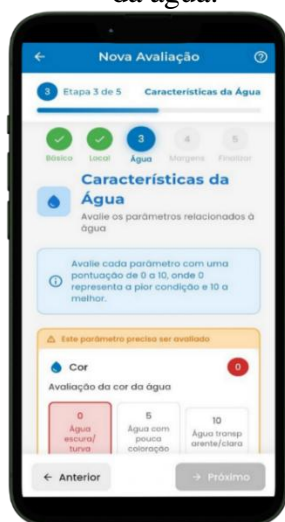 da água.
Nova Avaliação
3 Etapa 3 de 5 Características da Água
3 4 5
Básico Local Água Margens Finalizar
Características da
Água
Avalie os parâmetros relacionados à
água
Avalie cada parâmetro com uma
pontuação de 0 a 10, onde 0
representa a pior condição e 10 a
melhor.
Este parâmetro precisa ser avaliado
Cor 0
Avaliação da cor da água
0
Água
escura/
turva
5
Água com
pouca
coloração
10
Água transp
arente/clara
← Anterior
→ Próximo